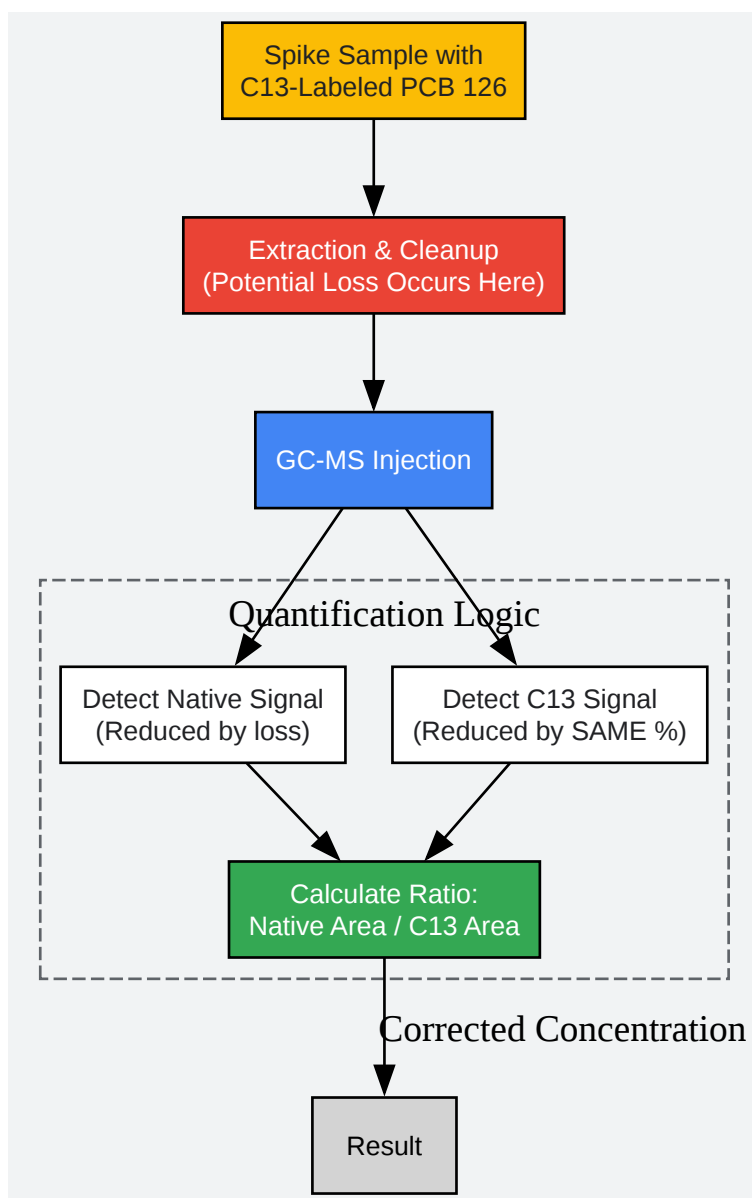 Spike Sample with
C13-Labeled PCB 126
Extraction & Cleanup
(Potential Loss Occurs Here)
GC-MS Injection
Quantification Logic
Detect Native Signal
(Reduced by loss)
Detect C13 Signal
(Reduced by SAME %)
Calculate Ratio:
Native Area / C13 Area
Corrected Concentration
Result